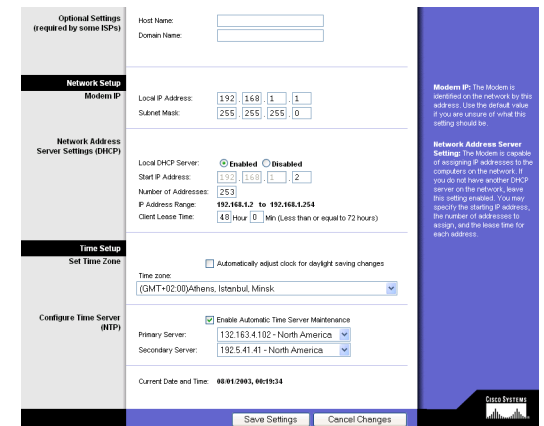 Optional Settings
(required by some ISPs)
Host Name:
Domain Name:
Network Setup
Modem IP
Local IP Address: 192 . 168 . 1 . 1
Subnet Mask: 255 . 255 . 255 . 0
Network Address
Server Settings (DHCP)
Local DHCP Server: Enabled Disabled
Start IP Address: 192 . 168 . 1 . 2
Number of Addresses: 253
IP Address Range: 192.168.1.2 to 192.168.1.254
Client Lease Time: 48 Hour 0 Min (Less than or equal to 72 hours)
Time Setup
Set Time Zone
Automatically adjust clock for daylight saving changes
Time zone:
(GMT+02:00)Athens, Istanbul, Minsk
Configure Time Server
(NTP)
Enable Automatic Time Server Maintenance
Primary Server: 132.163.4.102 - North America
Secondary Server: 192.5.41.41 - North America
Current Date and Time: 08/01/2003, 00:19:34
Save Settings Cancel Changes
Modem IP: The Modem is
identified on the network by this
address. Use the default value
if you are unsure of what this
setting should be.
Network Address Server
Setting: The Modem is capable
of assigning IP addresses to the
computers on the network. If
you do not have another DHCP
server on the network, leave
this setting enabled. You may
specify the starting IP address,
the number of addresses to
assign, and the lease time for
each address.
CISCO SYSTEMS